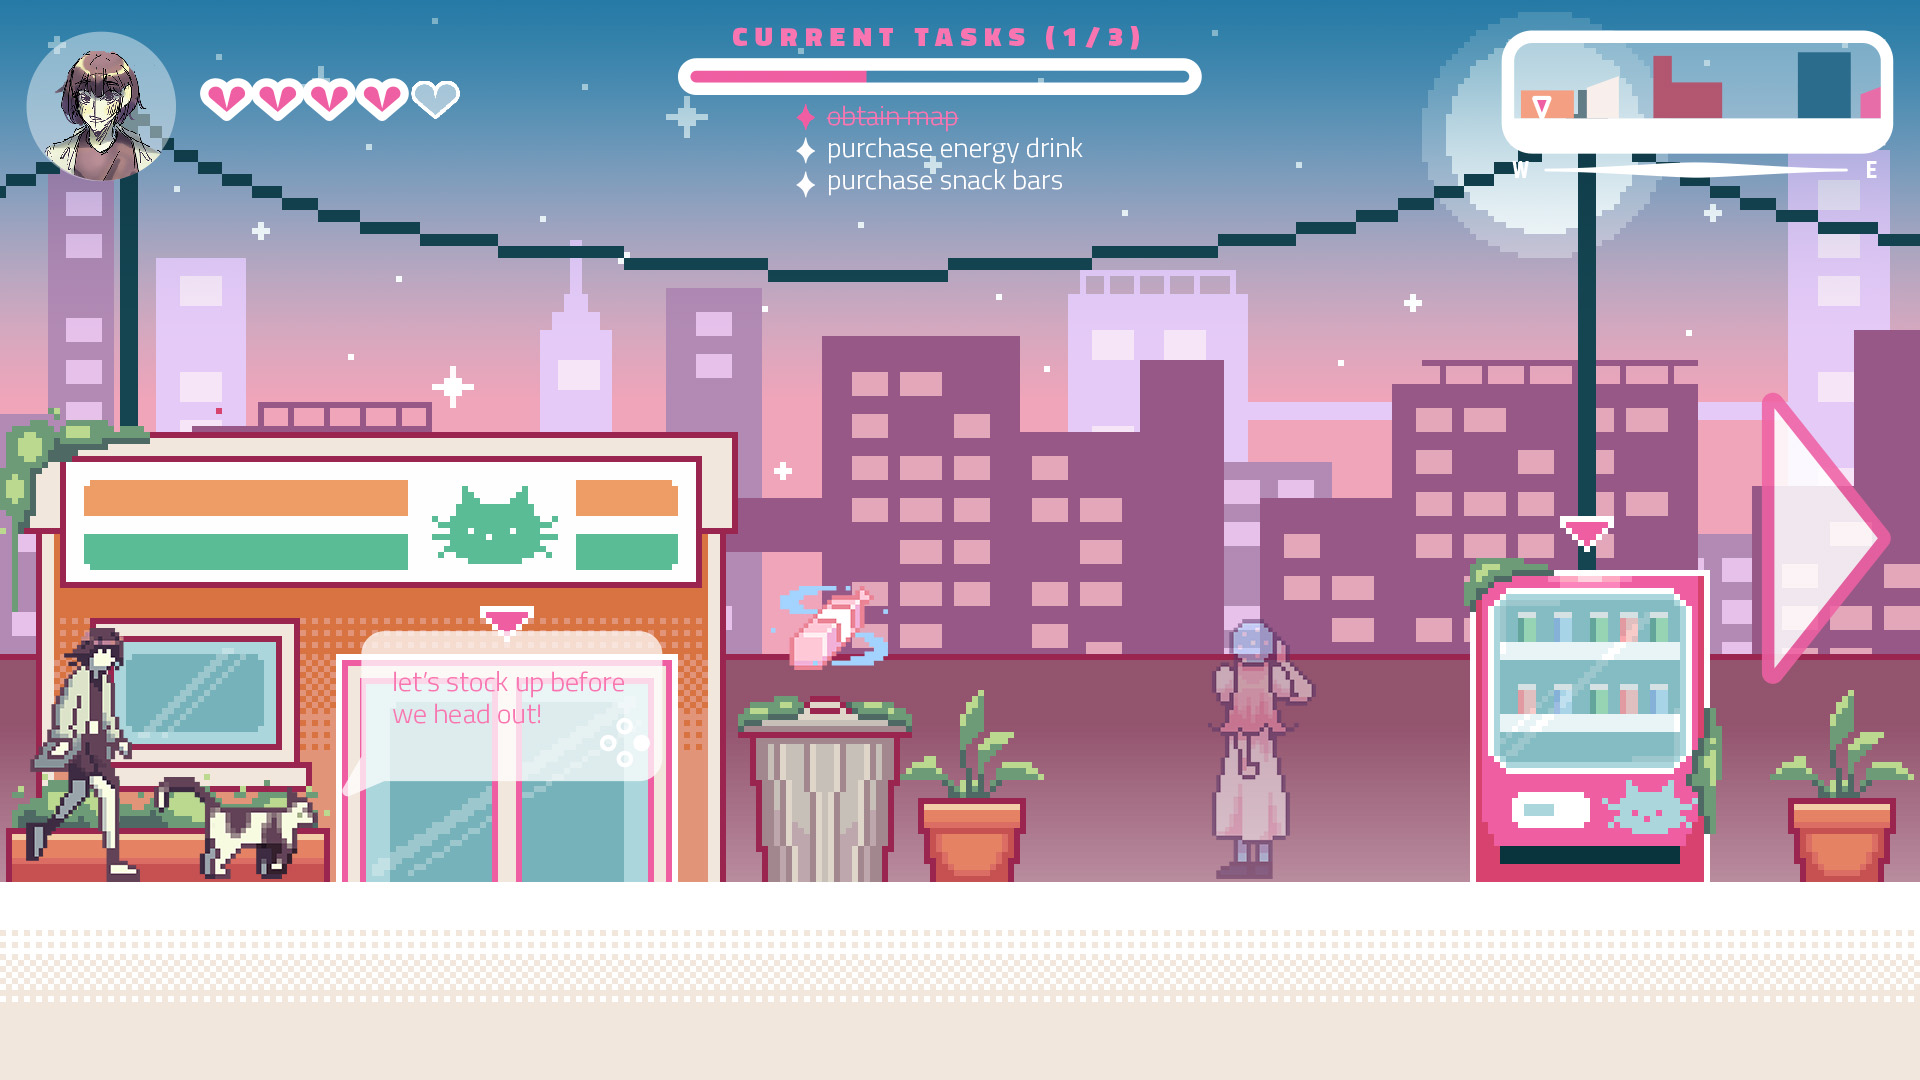 CURRENT TASKS (1/3)
obtain map
purchase energy drink
purchase snack bars
W E
let's stock up before
we head out!